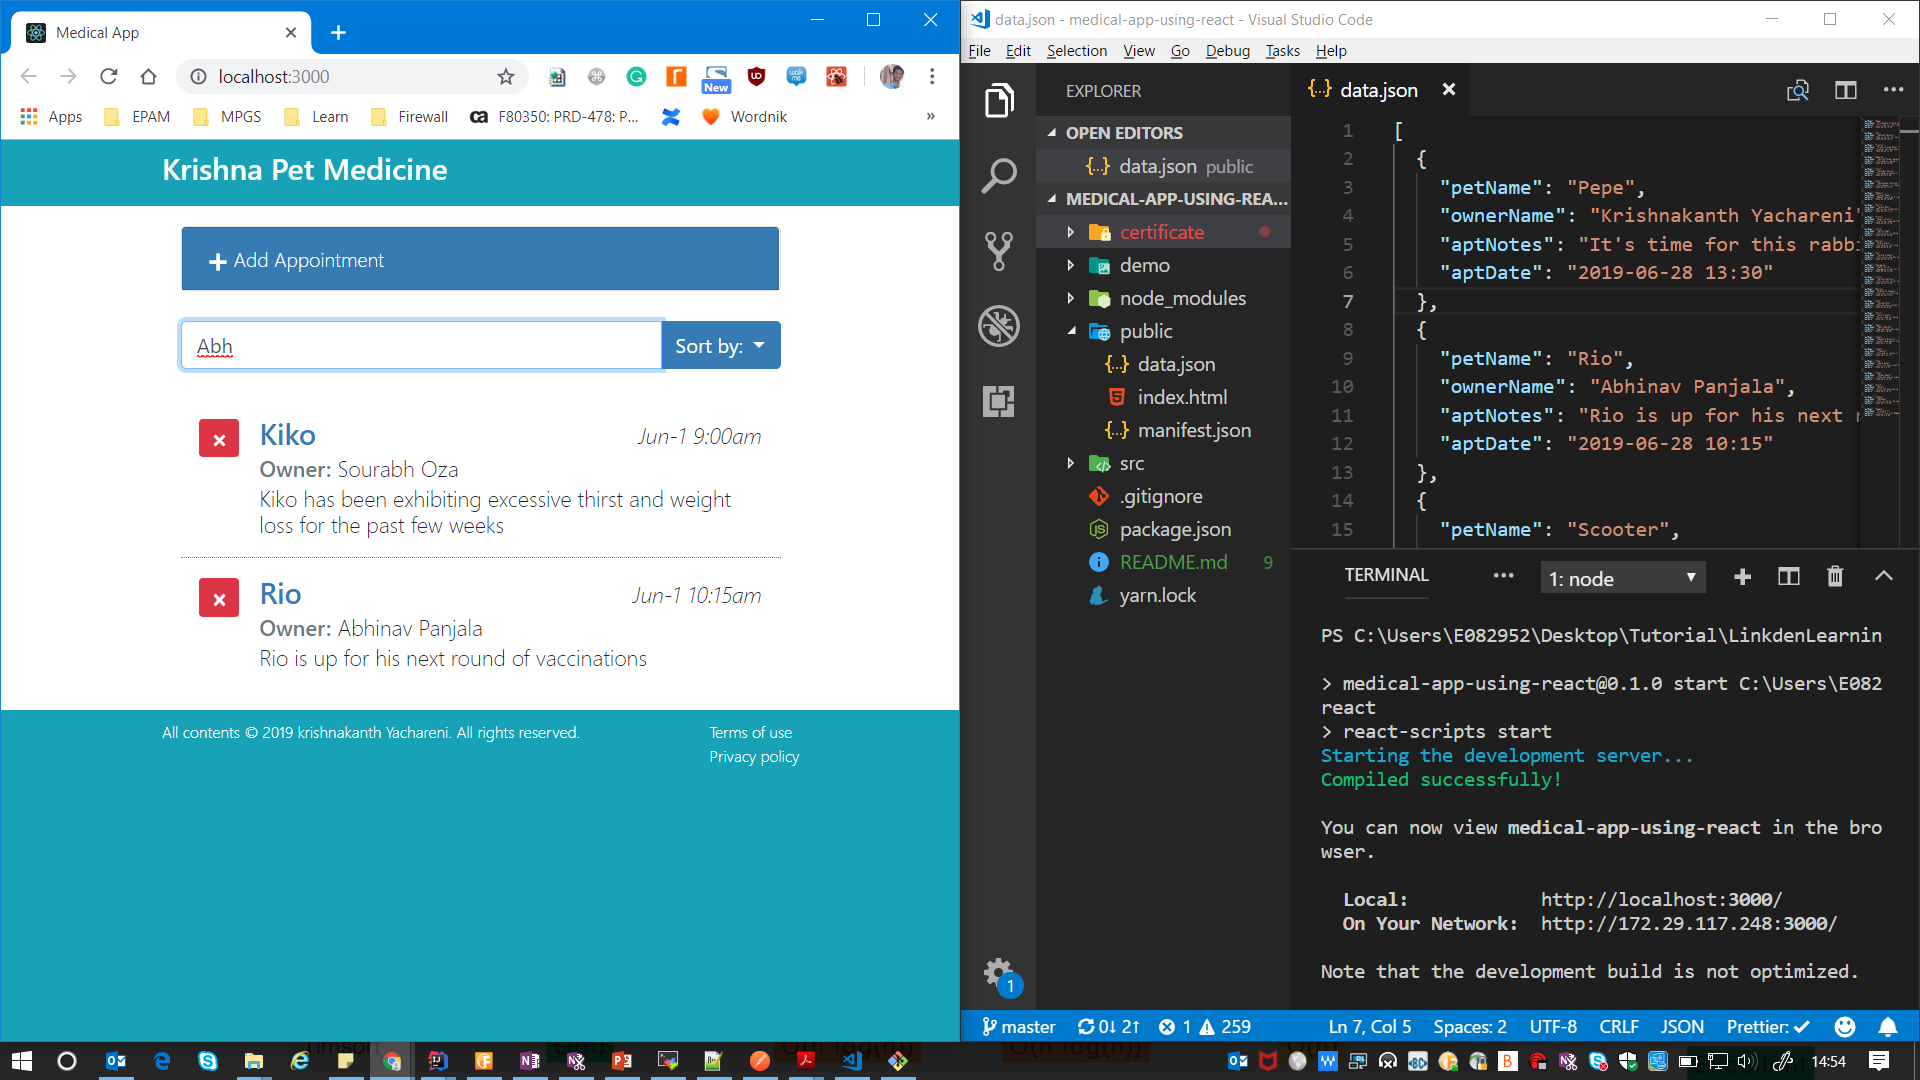 Medical App
localhost:3000
New
Apps
EPAM
MPGS
Learn
Firewall
ca
F80350: PRD-478: P...
Wordnik
»
Krishna Pet Medicine
Add Appointment
Abh
Sort by:
Kiko
Jun-1 9:00am
Owner: Sourabh Oza
Kiko has been exhibiting excessive thirst and weight
loss for the past few weeks
Rio
Jun-1 10:15am
Owner: Abhinav Panjala
Rio is up for his next round of vaccinations
All contents © 2019 krishnakanth Yachareni. All rights reserved.
Terms of use
Privacy policy
data.json - medical-app-using-react - Visual Studio Code
File Edit Selection View Go Debug Tasks Help
EXPLORER
OPEN EDITORS
{..} data.json public
MEDICAL-APP-USING-REA...
certificate
demo
node_modules
public
{..} data.json
index.html
{..} manifest.json
src
.gitignore
package.json
README.md 9
yarn.lock
1
{..} data.json
1 [
2 {
3 "petName": "Pepe",
4 "ownerName": "Krishnakanth Yachareni"
5 "aptNotes": "It's time for this rabbi
6 "aptDate": "2019-06-28 13:30"
7 },
8 {
9 "petName": "Rio",
10 "ownerName": "Abhinav Panjala",
11 "aptNotes": "Rio is up for his next r
12 "aptDate": "2019-06-28 10:15"
13 },
14 {
15 "petName": "Scooter",
TERMINAL
1: node
PS C:\Users\E082952\Desktop\Tutorial\LinkdenLearnin
> medical-app-using-react@0.1.0 start C:\Users\E082
react
> react-scripts start
Starting the development server...
Compiled successfully!
You can now view medical-app-using-react in the bro
wser.
Local: http://localhost:3000/
On Your Network: http://172.29.117.248:3000/
Note that the development build is not optimized.
master 0↓ 2↑ 1 259
Ln 7, Col 5 Spaces: 2 UTF-8 CRLF JSON Prettier: ✓
14:54